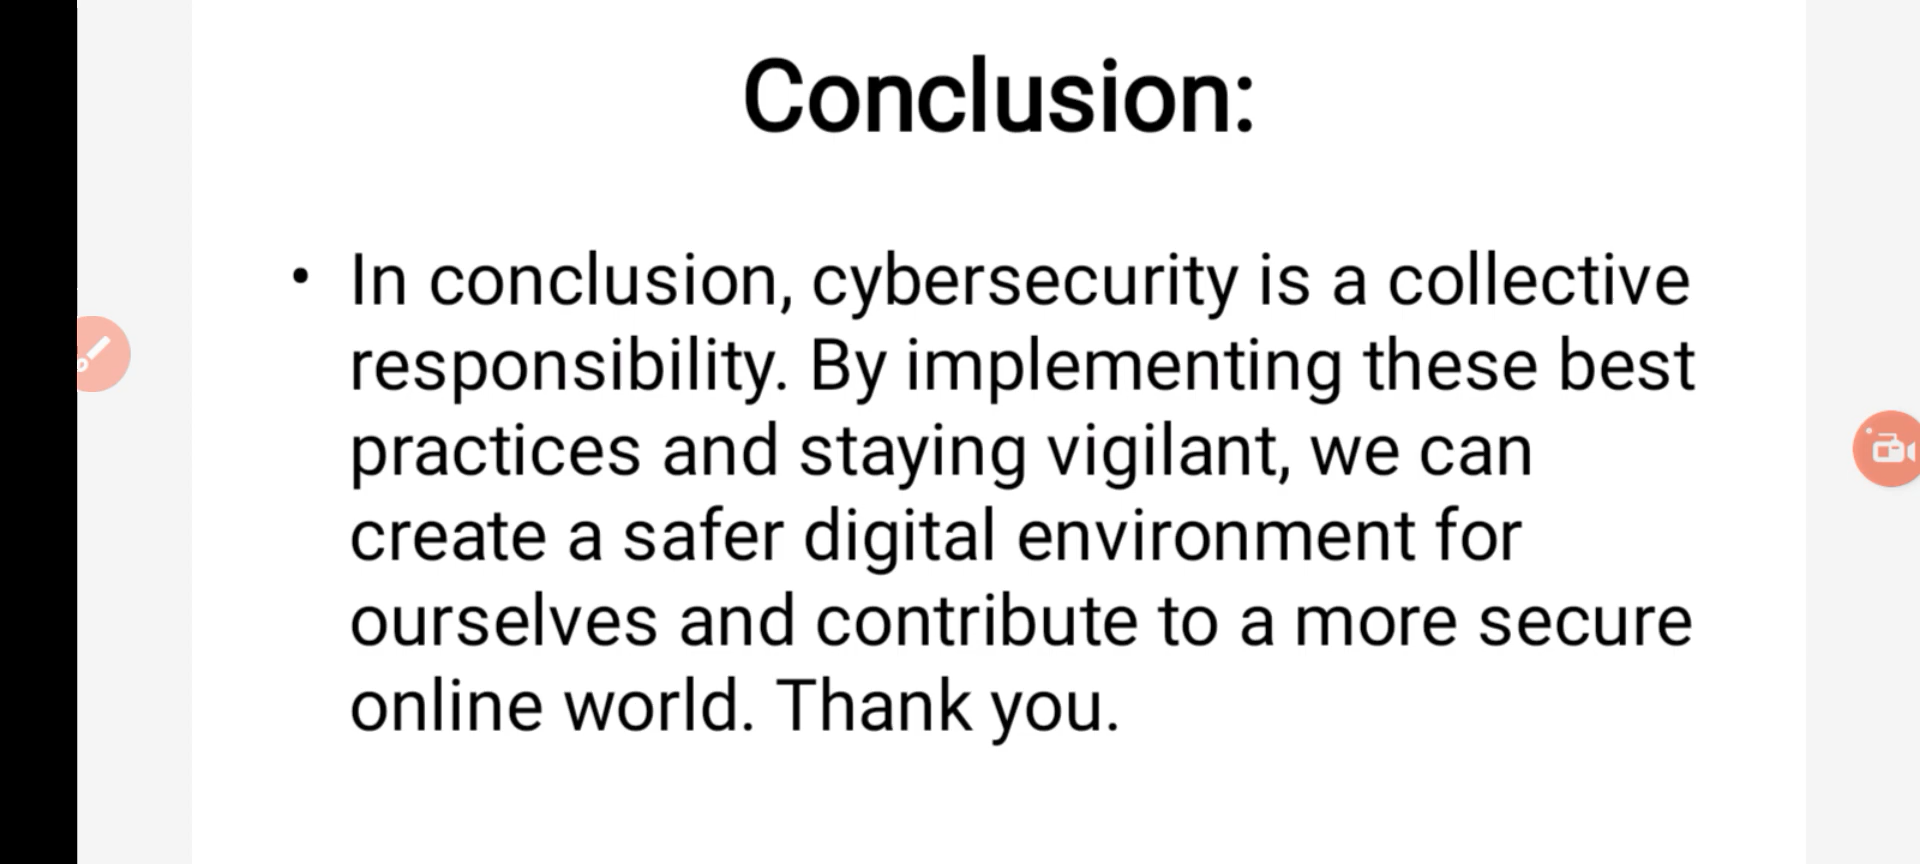 Conclusion:
• In conclusion, cybersecurity is a collective
responsibility. By implementing these best
practices and staying vigilant, we can
create a safer digital environment for
ourselves and contribute to a more secure
online world. Thank you.